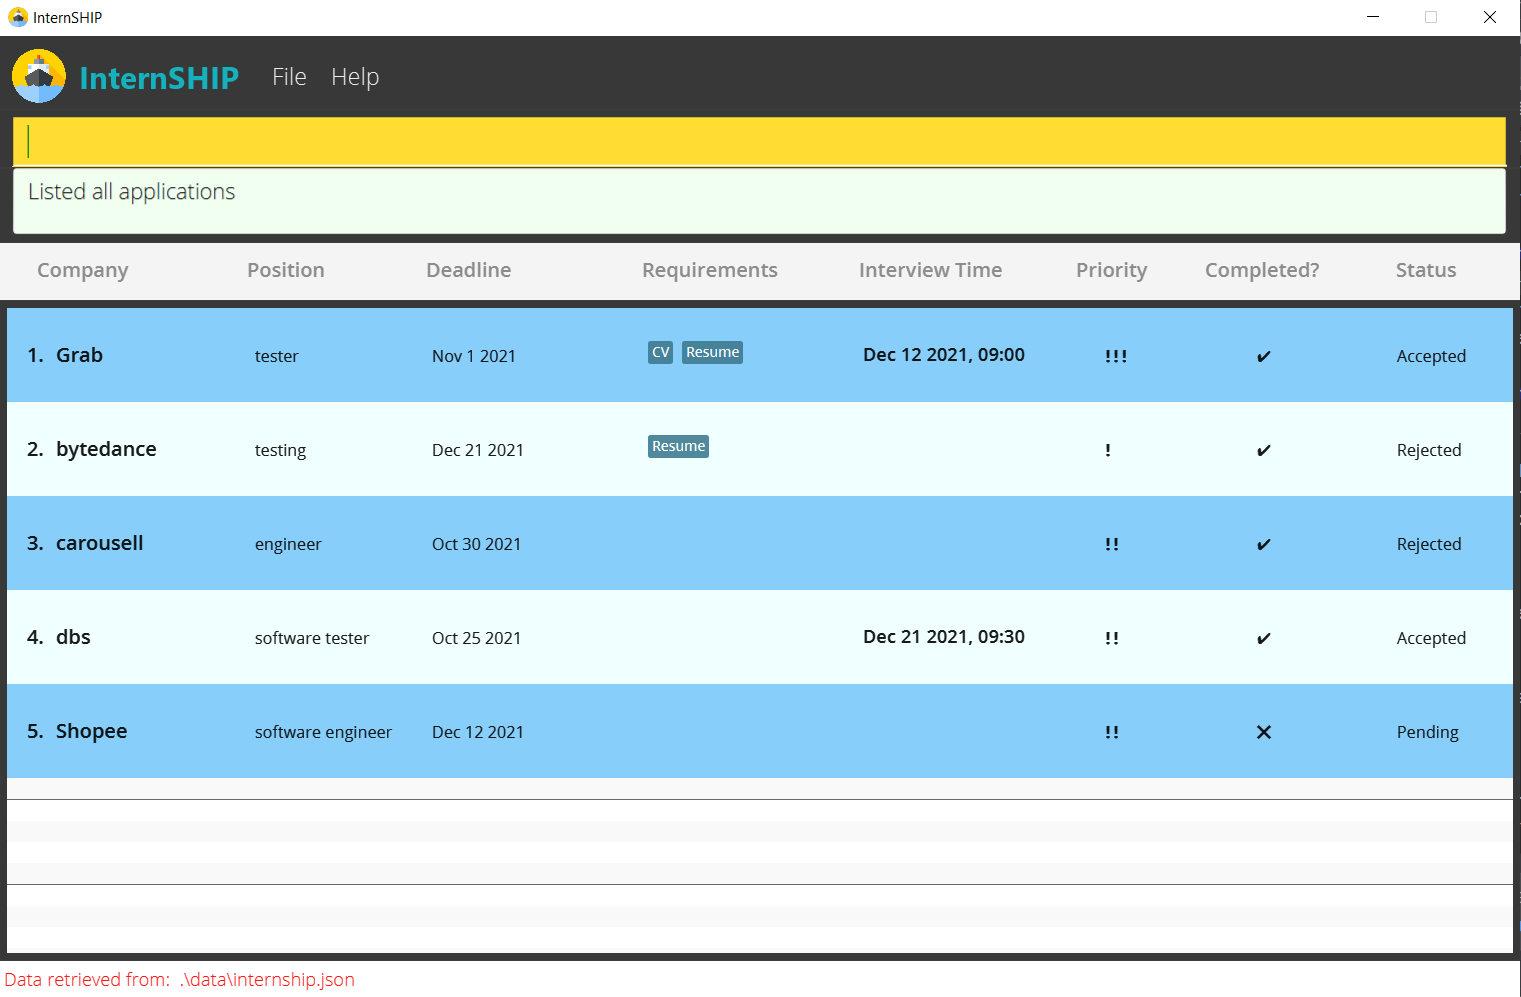 InternSHIP
InternSHIP File Help
Listed all applications
Company Position Deadline Requirements Interview Time Priority Completed? Status
1. Grab tester Nov 1 2021 CV Resume Dec 12 2021, 09:00 !!! ✔ Accepted
2. bytedance testing Dec 21 2021 Resume ! ✔ Rejected
3. carousell engineer Oct 30 2021 !! ✔ Rejected
4. dbs software tester Oct 25 2021 Dec 21 2021, 09:30 !! ✔ Accepted
5. Shopee software engineer Dec 12 2021 !! ✕ Pending
Data retrieved from: .\data\internship.json